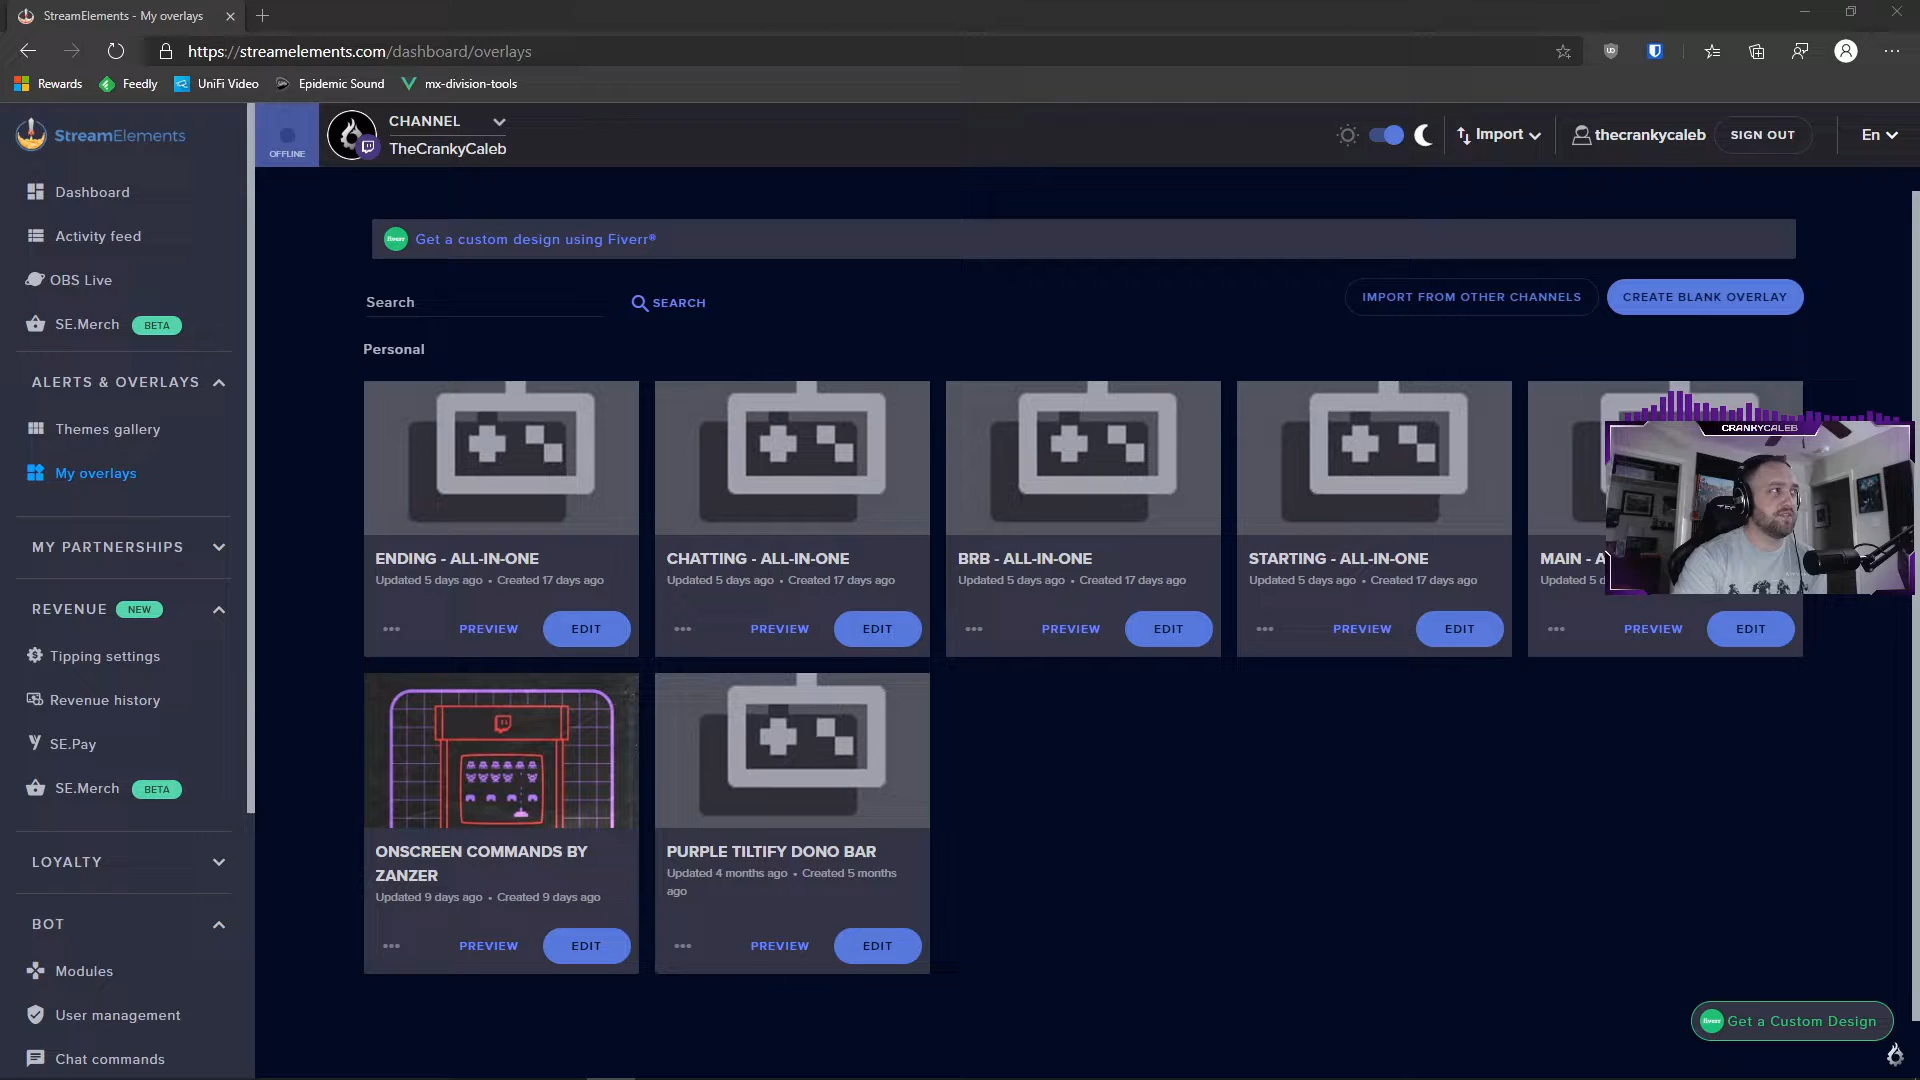 StreamElements - My overlays
https://streamelements.com/dashboard/overlays
Rewards
Feedly
UniFi Video
Epidemic Sound
mx-division-tools
StreamElements
OFFLINE
CHANNEL
TheCrankyCaleb
Import
thecrankycaleb
SIGN OUT
En
Dashboard
Activity feed
OBS Live
SE.Merch BETA
ALERTS & OVERLAYS
Themes gallery
My overlays
MY PARTNERSHIPS
REVENUE NEW
Tipping settings
Revenue history
SE.Pay
SE.Merch BETA
LOYALTY
BOT
Modules
User management
Chat commands
fiverr Get a custom design using Fiverr®
Search
SEARCH
IMPORT FROM OTHER CHANNELS
CREATE BLANK OVERLAY
Personal
ENDING - ALL-IN-ONE
Updated 5 days ago • Created 17 days ago
PREVIEW EDIT
CHATTING - ALL-IN-ONE
Updated 5 days ago • Created 17 days ago
PREVIEW EDIT
BRB - ALL-IN-ONE
Updated 5 days ago • Created 17 days ago
PREVIEW EDIT
STARTING - ALL-IN-ONE
Updated 5 days ago • Created 17 days ago
PREVIEW EDIT
CRANKYCALEB
MAIN - A
Updated 5 d
PREVIEW EDIT
ONSCREEN COMMANDS BY
ZANZER
Updated 9 days ago • Created 9 days ago
PREVIEW EDIT
PURPLE TILTIFY DONO BAR
Updated 4 months ago • Created 5 months
ago
PREVIEW EDIT
fiverr Get a Custom Design